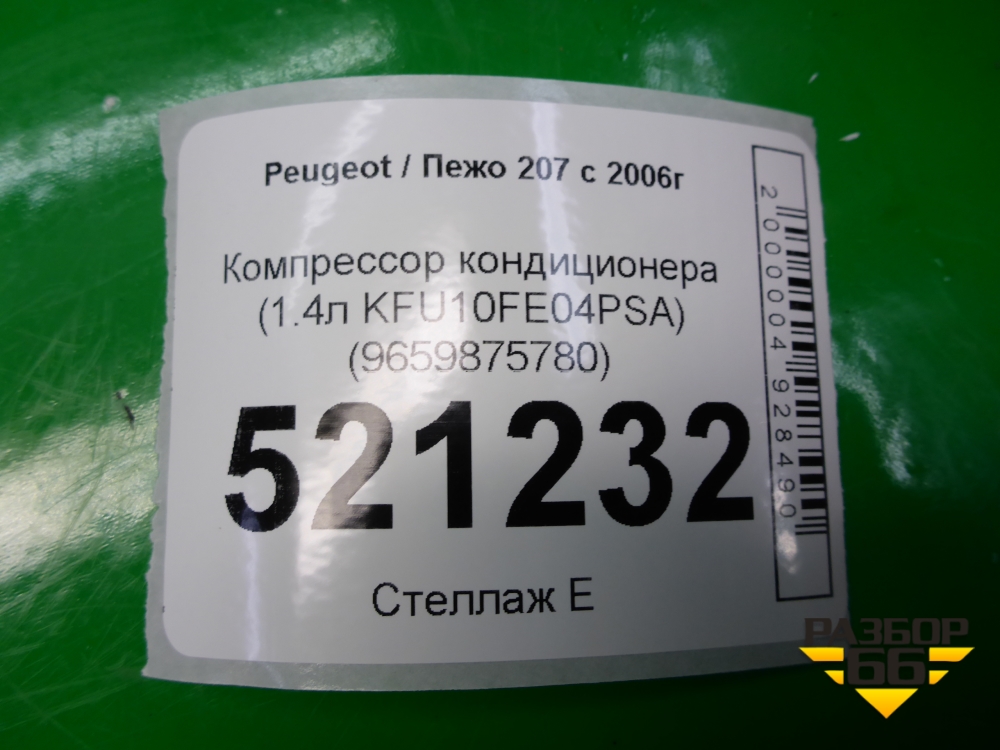 Peugeot / Пежо 207 с 2006г
Компрессор кондиционера
(1.4л KFU10FE04PSA)
(9659875780)
521232
Стеллаж Е
2000004928490
РАЗБОР
66